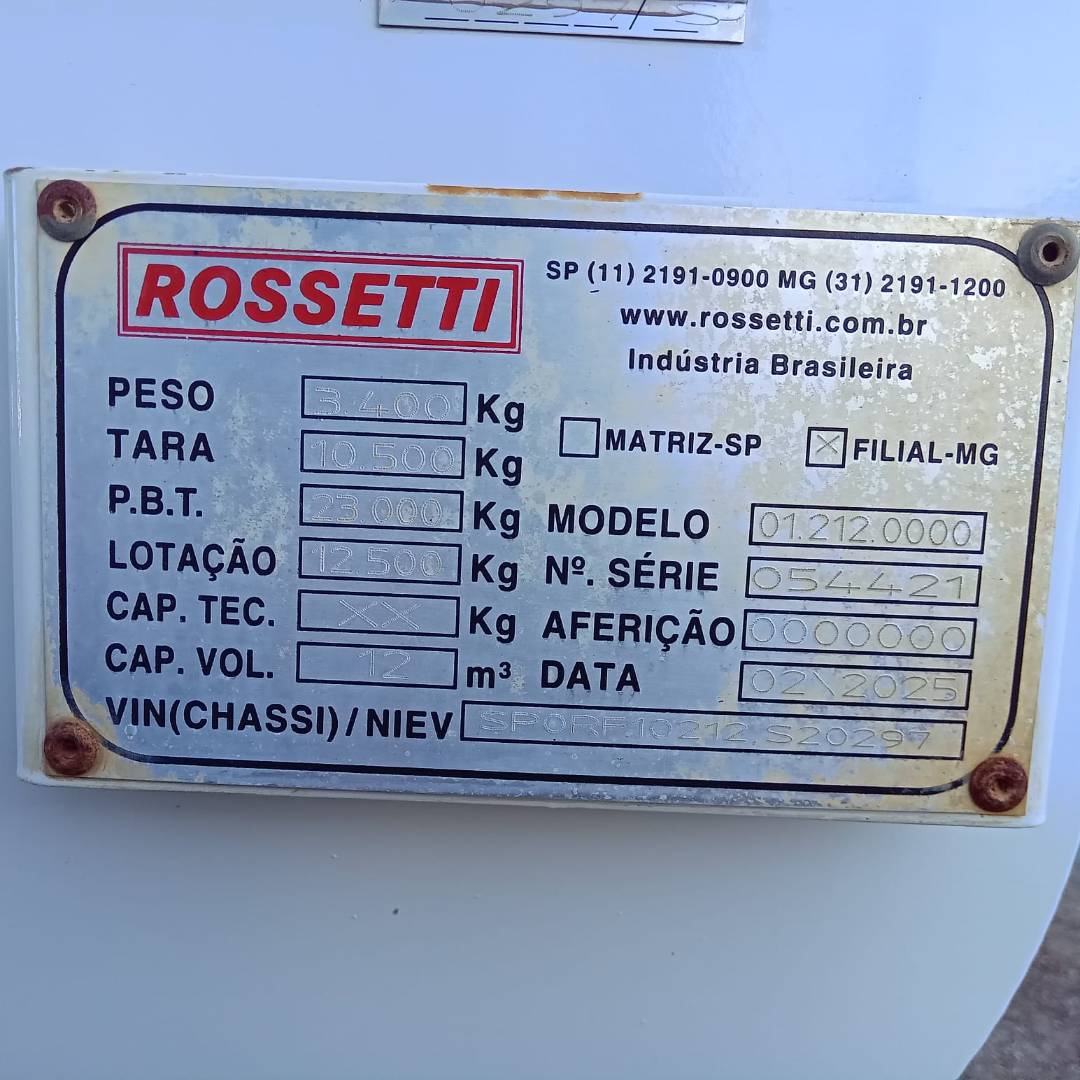 ROSSETTI
SP (11) 2191-0900 MG (31) 2191-1200
www.rossetti.com.br
Indústria Brasileira
PESO 3.400 Kg
TARA 10.500 Kg
MATRIZ-SP X FILIAL-MG
P.B.T. 23.000 Kg
MODELO 01.212.0000
LOTAÇÃO 12.500 Kg
Nº. SÉRIE 054421
CAP. TEC. XX Kg
AFERIÇÃO 0000000
CAP. VOL. 12 m³
DATA 02\2025
VIN(CHASSI)/NIEV SP0RF.10212.S20297